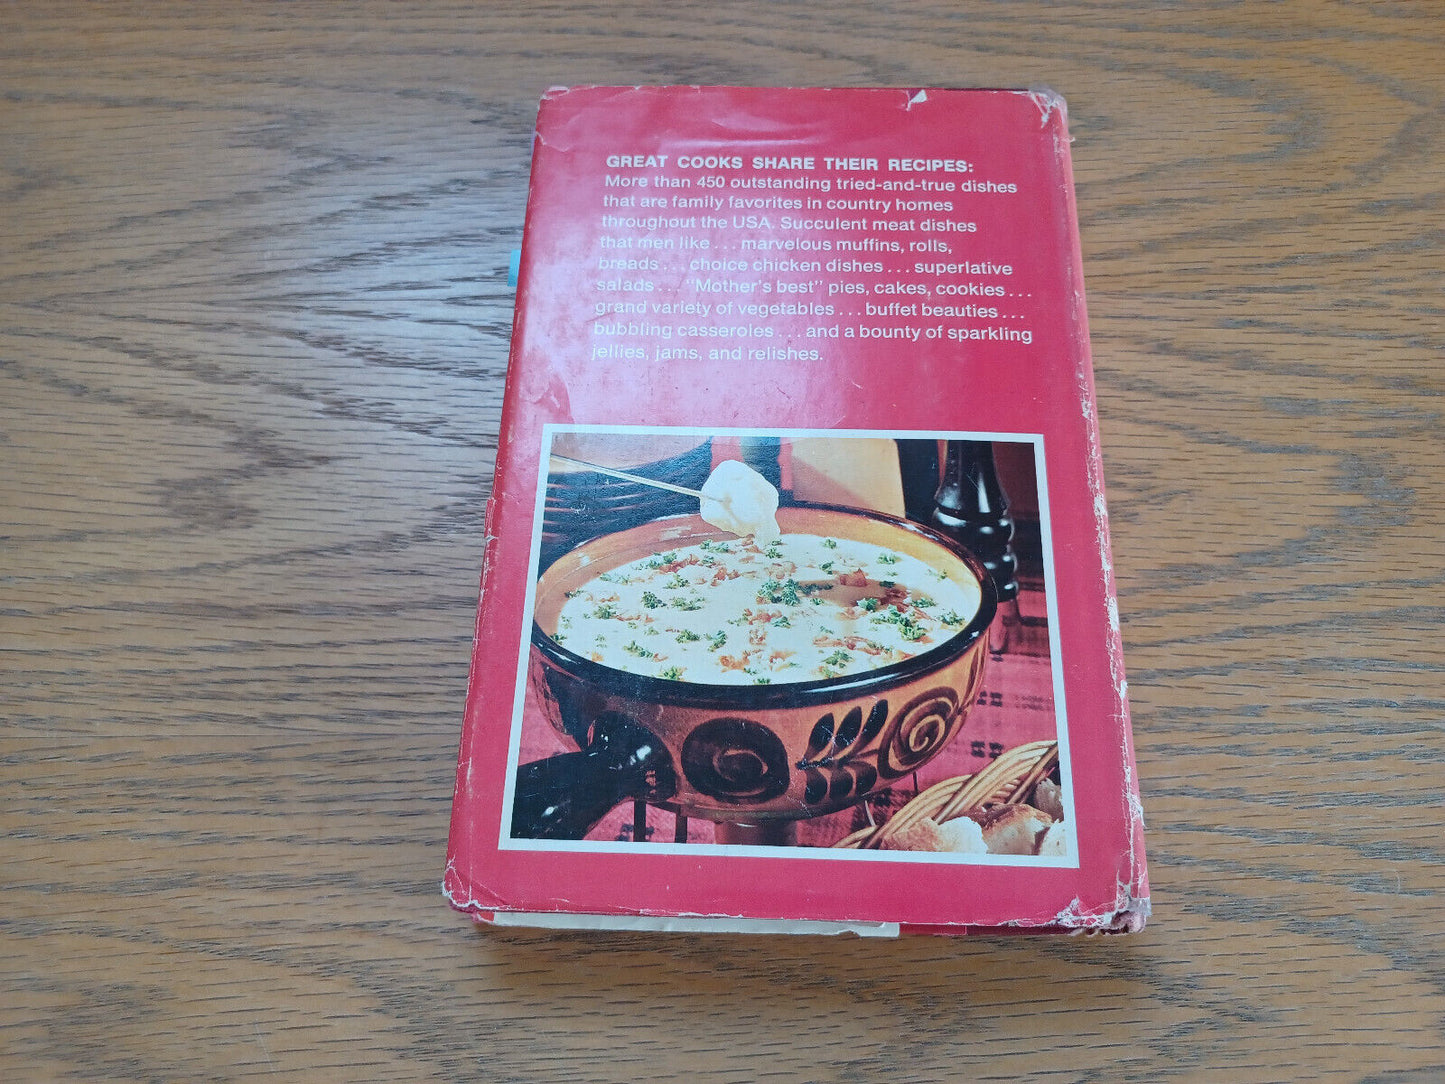 GREAT COOKS SHARE THEIR RECIPES:
More than 450 outstanding tried-and-true dishes
that are family favorites in country homes
throughout the USA. Succulent meat dishes
that men like... marvelous muffins, rolls,
breads... choice chicken dishes... superlative
salads... "Mother's best" pies, cakes, cookies...
grand variety of vegetables... buffet beauties...
bubbling casseroles... and a bounty of sparkling
jellies, jams, and relishes.